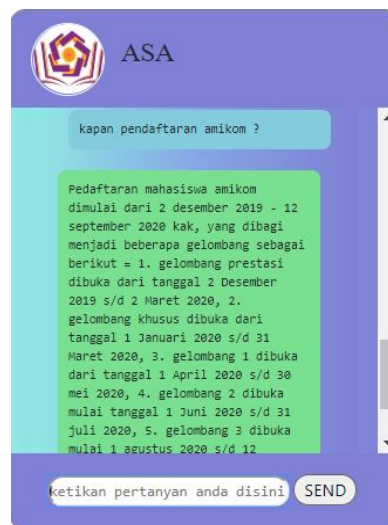 ASA
kapan pendaftaran amikom ?
Pedaftaran mahasiswa amikom
dimulai dari 2 desember 2019 - 12
september 2020 kak, yang dibagi
menjadi beberapa gelombang sebagai
berikut = 1. gelombang prestasi
dibuka dari tanggal 2 Desember
2019 s/d 2 Maret 2020, 2.
gelombang khusus dibuka dari
tanggal 1 Januari 2020 s/d 31
Maret 2020, 3. gelombang 1 dibuka
dari tanggal 1 April 2020 s/d 30
mei 2020, 4. gelombang 2 dibuka
mulai tanggal 1 Juni 2020 s/d 31
juli 2020, 5. gelombang 3 dibuka
mulai 1 agustus 2020 s/d 12
ketikan pertanyan anda disini SEND